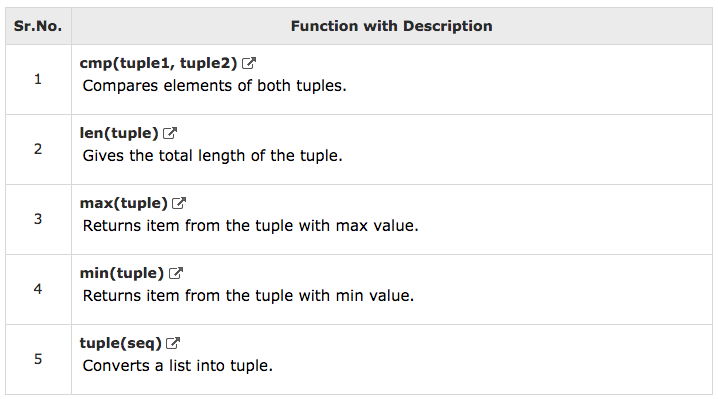 Sr.No. Function with Description
1
cmp(tuple1, tuple2)
Compares elements of both tuples.
2
len(tuple)
Gives the total length of the tuple.
3
max(tuple)
Returns item from the tuple with max value.
4
min(tuple)
Returns item from the tuple with min value.
5
tuple(seq)
Converts a list into tuple.